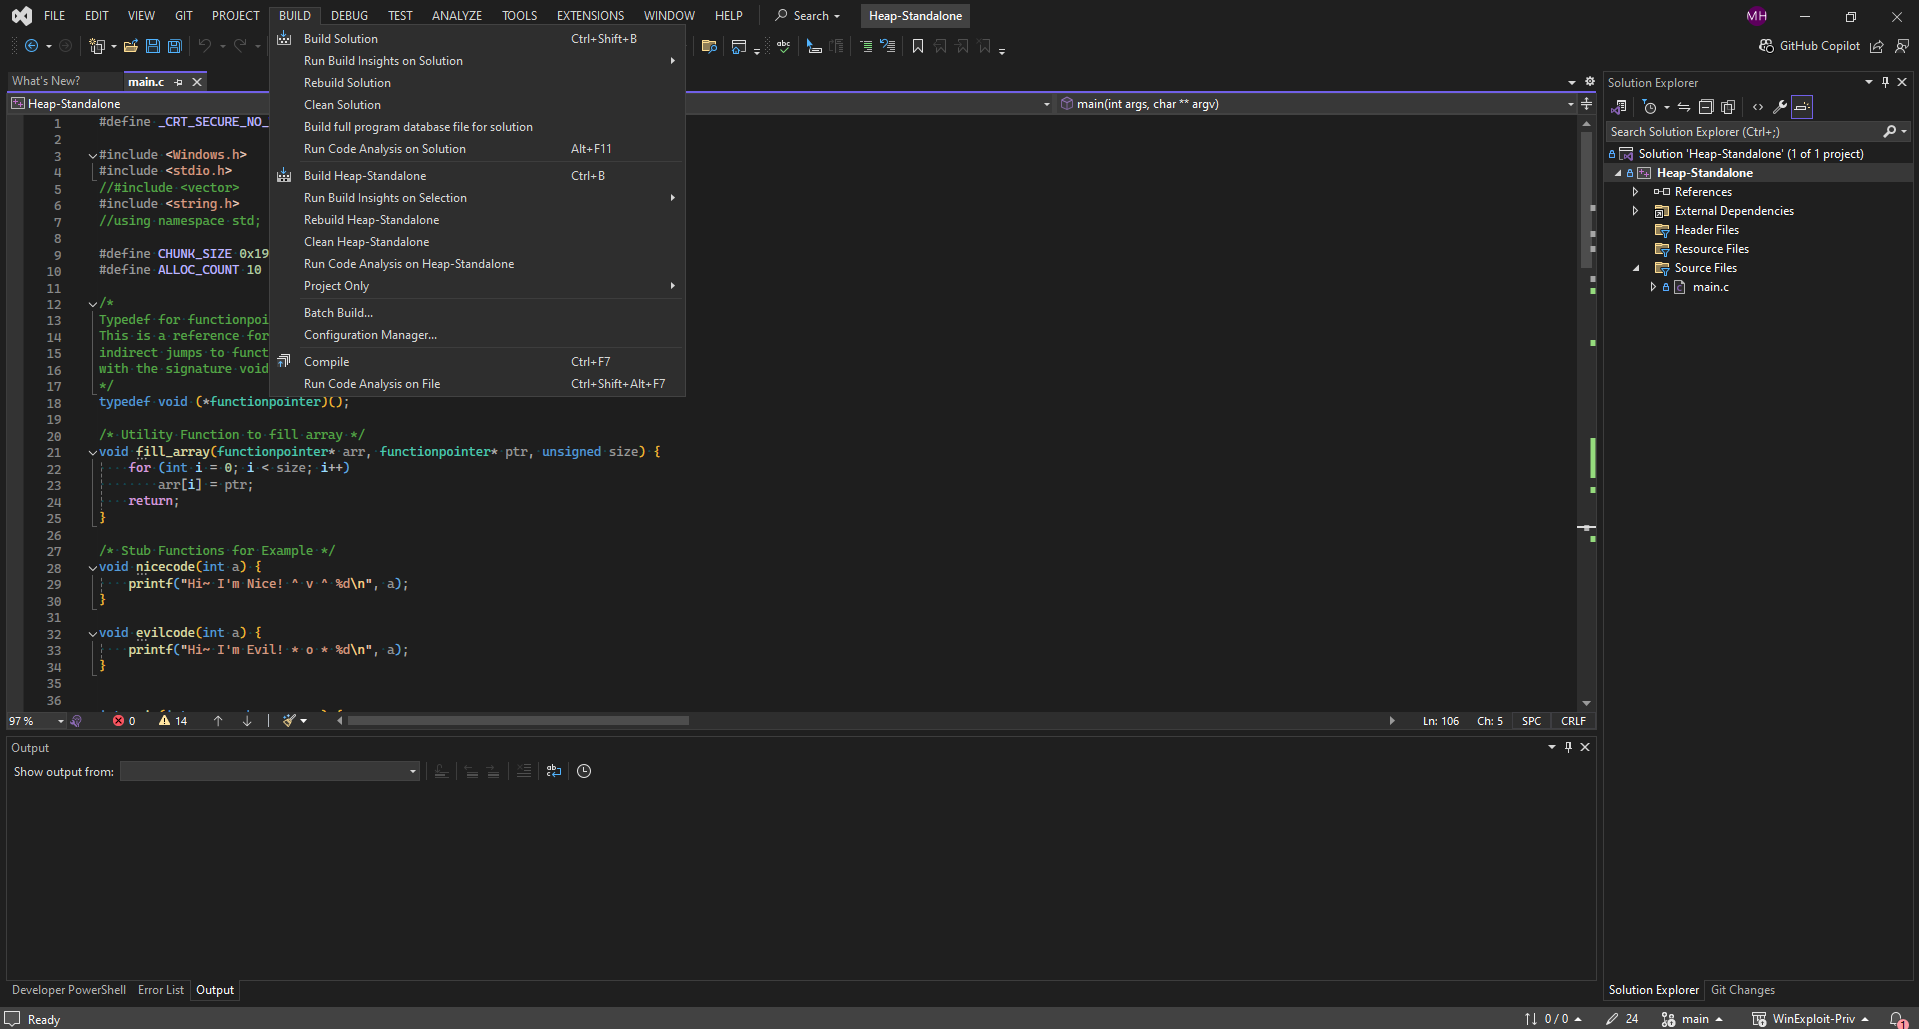 FILE EDIT VIEW GIT PROJECT BUILD DEBUG TEST ANALYZE TOOLS EXTENSIONS WINDOW HELP Search Heap-Standalone MH
GitHub Copilot
What's New? main.c
Heap-Standalone main(int args, char ** argv)
Build Solution Ctrl+Shift+B
Run Build Insights on Solution
Rebuild Solution
Clean Solution
Build full program database file for solution
Run Code Analysis on Solution Alt+F11
Build Heap-Standalone Ctrl+B
Run Build Insights on Selection
Rebuild Heap-Standalone
Clean Heap-Standalone
Run Code Analysis on Heap-Standalone
Project Only
Batch Build...
Configuration Manager...
Compile Ctrl+F7
Run Code Analysis on File Ctrl+Shift+Alt+F7
1 #define _CRT_SECURE_NO_
2
3 #include <Windows.h>
4 #include <stdio.h>
5 //#include <vector>
6 #include <string.h>
7 //using namespace std;
8
9 #define CHUNK_SIZE 0x19
10 #define ALLOC_COUNT 10
11
12 /*
13 Typedef for functionpoi
14 This is a reference for
15 indirect jumps to funct
16 with the signature void
17 */
18 typedef void (*functionpointer)();
19
20 /* Utility Function to fill array */
21 void fill_array(functionpointer* arr, functionpointer* ptr, unsigned size) {
22 for (int i = 0; i < size; i++)
23 arr[i] = ptr;
24 return;
25 }
26
27 /* Stub Functions for Example */
28 void nicecode(int a) {
29 printf("Hi~ I'm Nice! ^ v ^ %d\n", a);
30 }
31
32 void evilcode(int a) {
33 printf("Hi~ I'm Evil! * o * %d\n", a);
34 }
35
36
97 % 0 14 Ln: 106 Ch: 5 SPC CRLF
Output
Show output from:
Developer PowerShell Error List Output
Solution Explorer
Search Solution Explorer (Ctrl+;)
Solution 'Heap-Standalone' (1 of 1 project)
Heap-Standalone
References
External Dependencies
Header Files
Resource Files
Source Files
main.c
Solution Explorer Git Changes
Ready 0 / 0 24 main WinExploit-Priv 1